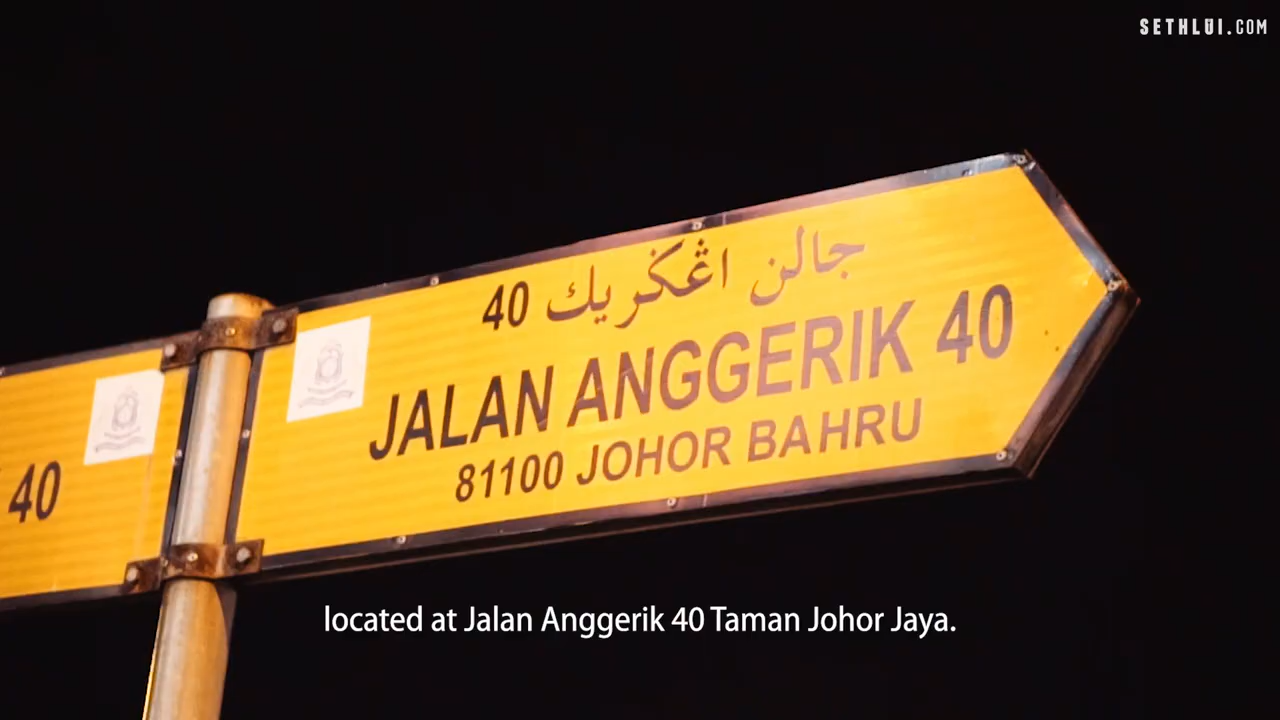 SETHLUI.COM
جالن اڠݢريك 40
JALAN ANGGERIK 40
81100 JOHOR BAHRU
40
located at Jalan Anggerik 40 Taman Johor Jaya.